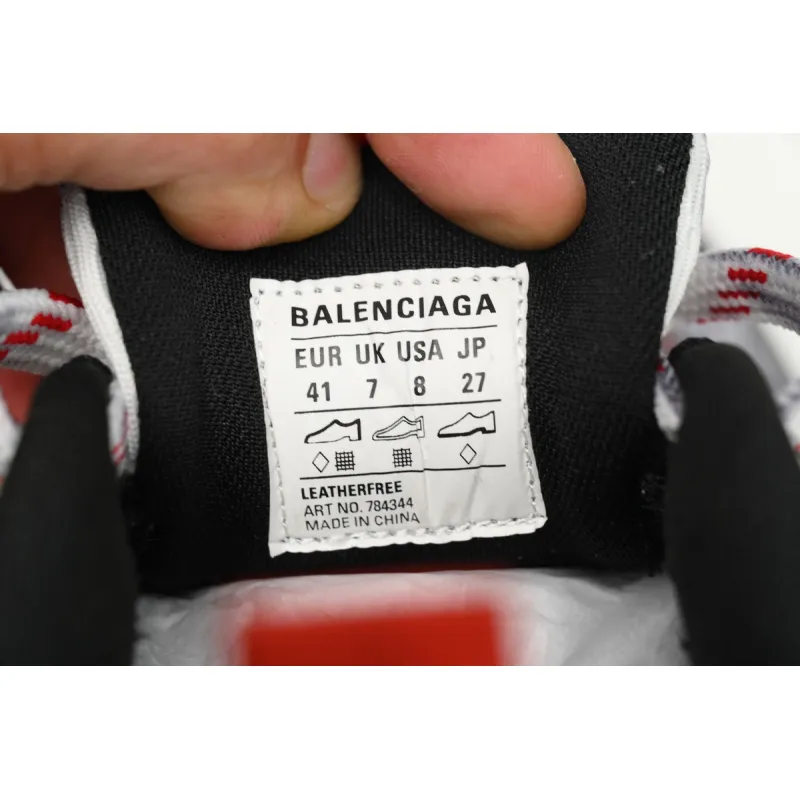 BALENCIAGA
EUR UK USA JP
41 7 8 27
LEATHERFREE
ART NO. 784344
MADE IN CHINA